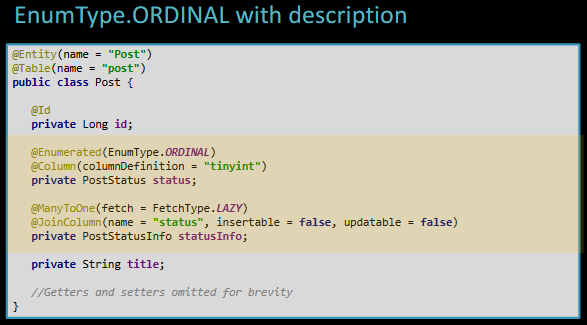 EnumType.ORDINAL with description
@Entity(name = "Post")
@Table(name = "post")
public class Post {
@Id
private Long id;
@Enumerated(EnumType.ORDINAL)
@Column(columnDefinition = "tinyint")
private PostStatus status;
@ManyToOne(fetch = FetchType.LAZY)
@JoinColumn(name = "status", insertable = false, updatable = false)
private PostStatusInfo statusInfo;
private String title;
//Getters and setters omitted for brevity
}